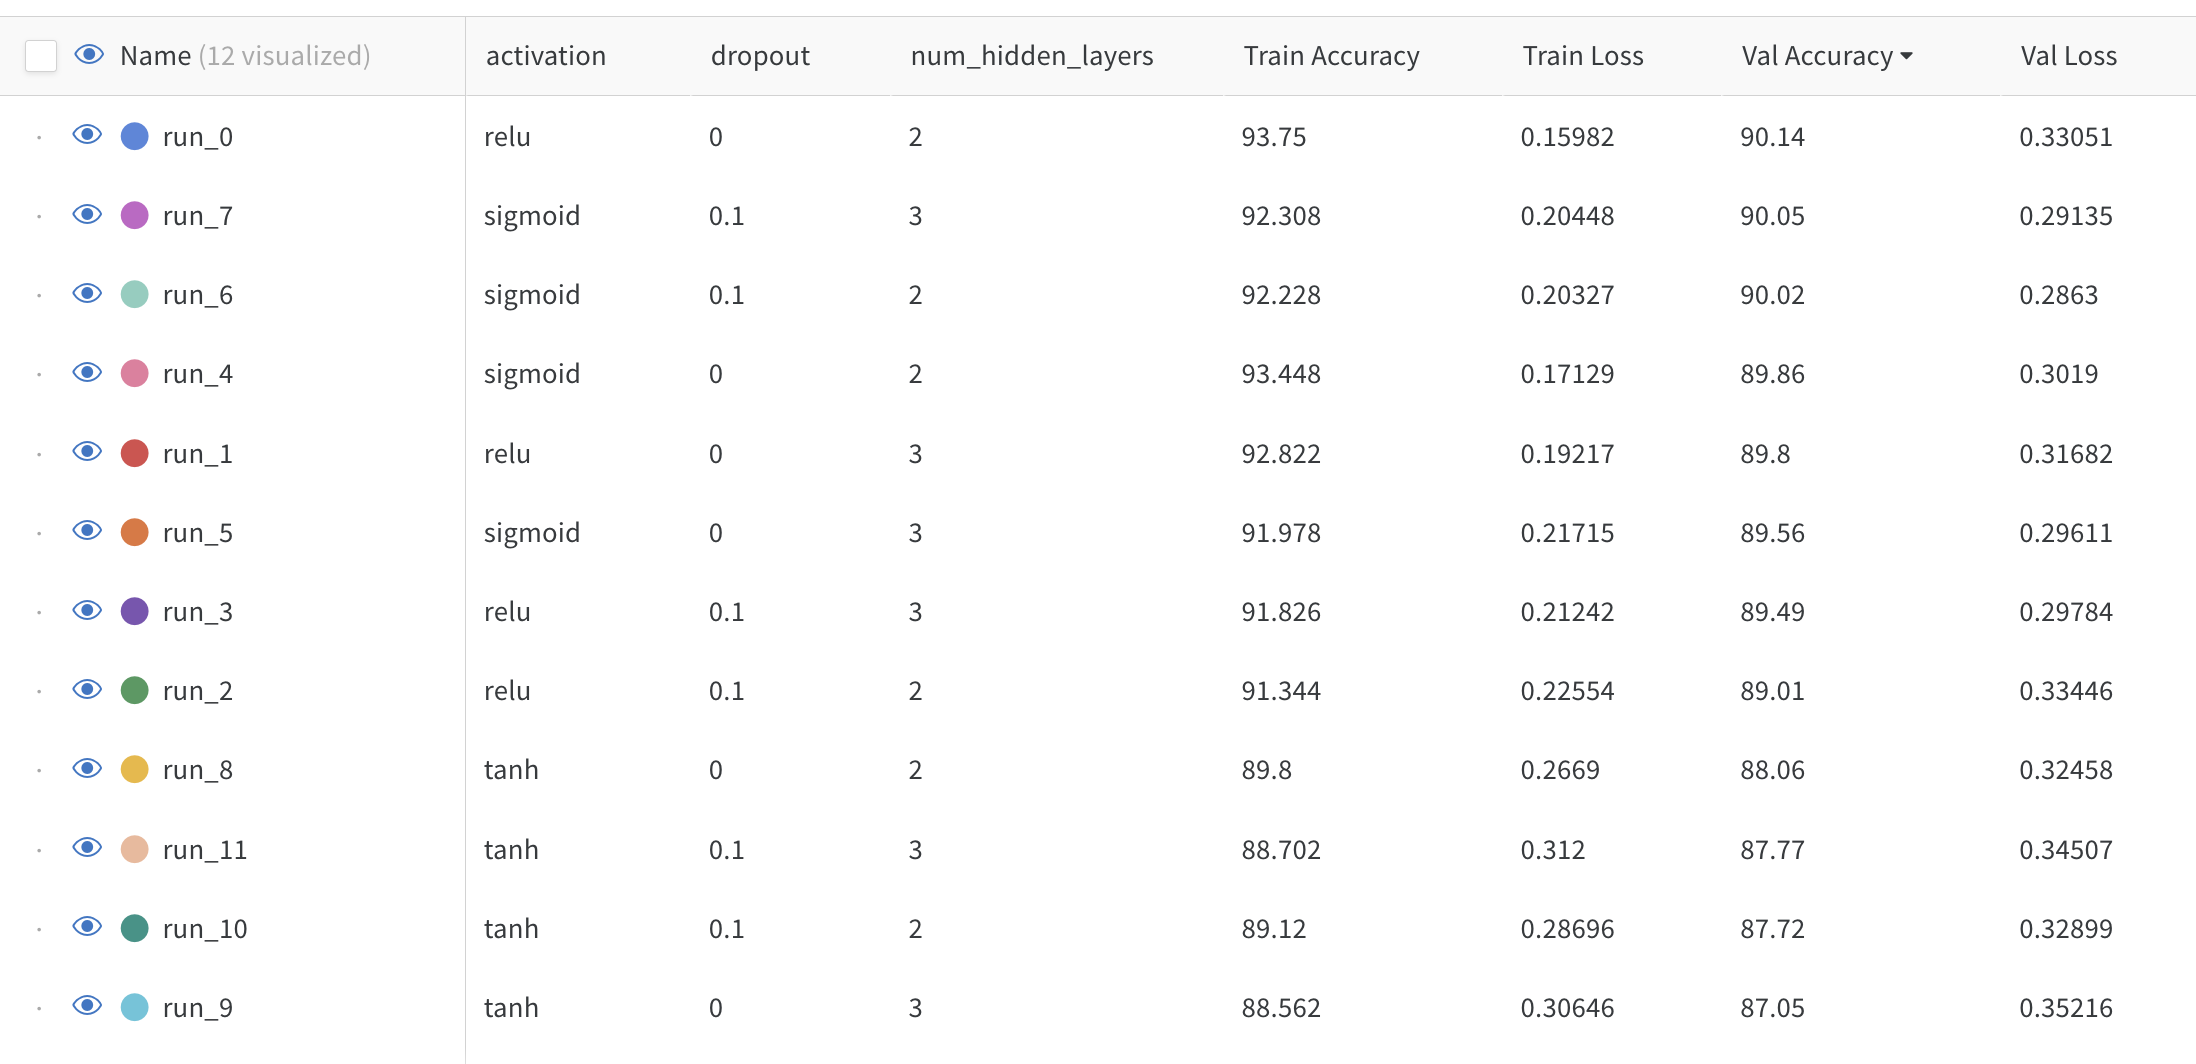 Name (12 visualized) activation dropout num_hidden_layers Train Accuracy Train Loss Val Accuracy Val Loss
run_0 relu 0 2 93.75 0.15982 90.14 0.33051
run_7 sigmoid 0.1 3 92.308 0.20448 90.05 0.29135
run_6 sigmoid 0.1 2 92.228 0.20327 90.02 0.2863
run_4 sigmoid 0 2 93.448 0.17129 89.86 0.3019
run_1 relu 0 3 92.822 0.19217 89.8 0.31682
run_5 sigmoid 0 3 91.978 0.21715 89.56 0.29611
run_3 relu 0.1 3 91.826 0.21242 89.49 0.29784
run_2 relu 0.1 2 91.344 0.22554 89.01 0.33446
run_8 tanh 0 2 89.8 0.2669 88.06 0.32458
run_11 tanh 0.1 3 88.702 0.312 87.77 0.34507
run_10 tanh 0.1 2 89.12 0.28696 87.72 0.32899
run_9 tanh 0 3 88.562 0.30646 87.05 0.35216